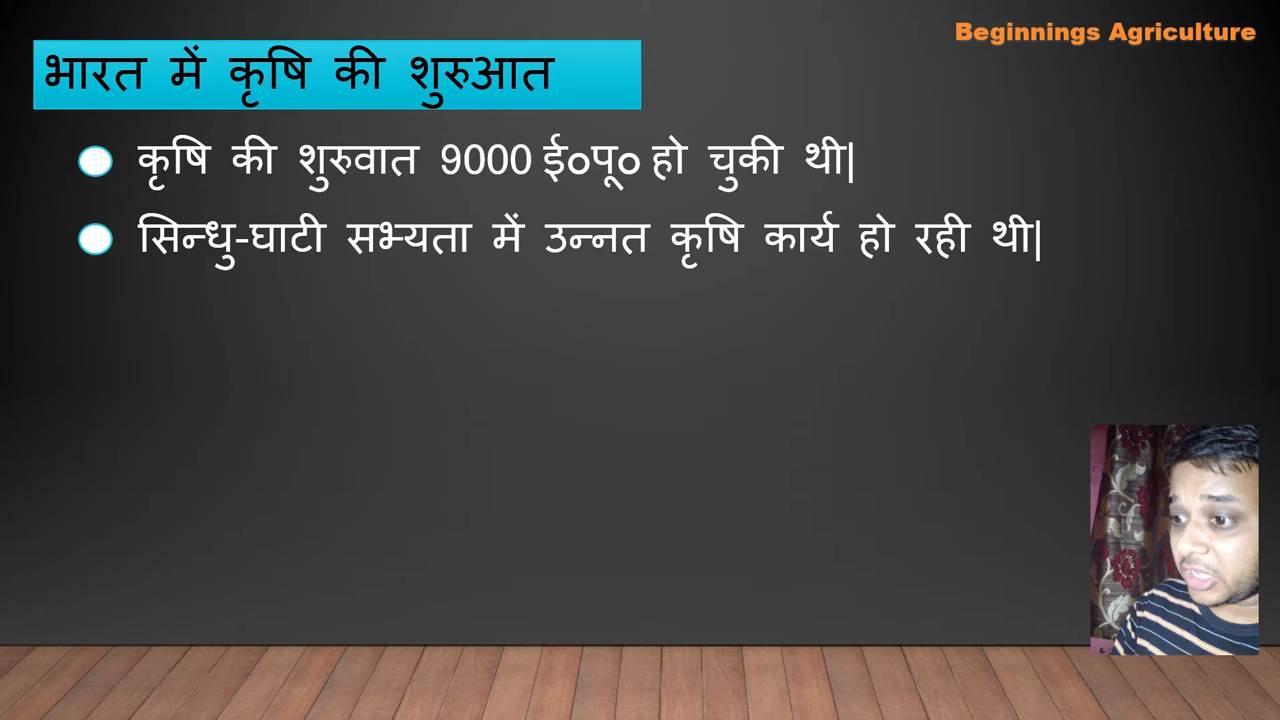 Beginnings Agriculture
भारत में कृषि की शुरुआत
कृषि की शुरुवात 9000 ई०पू० हो चुकी थी|
सिन्धु-घाटी सभ्यता में उन्नत कृषि कार्य हो रही थी|